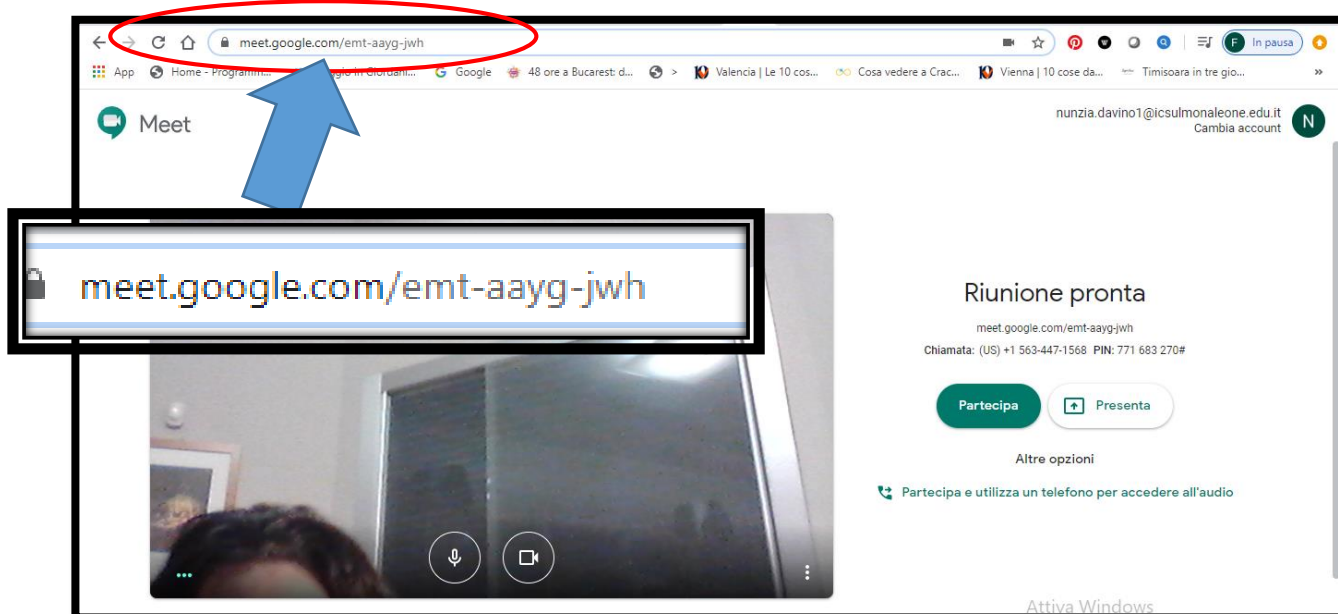 meet.google.com/emt-aayg-jwh
In pausa
App Home - Programm... in Giordani... Google 48 ore a Bucarest: d... > Valencia | Le 10 cos... Cosa vedere a Crac... Vienna | 10 cose da... Timisoara in tre gio... »
Meet
nunzia.davino1@icsulmonaleone.edu.it
Cambia account
N
meet.google.com/emt-aayg-jwh
Riunione pronta
meet.google.com/emt-aayg-jwh
Chiamata: (US) +1 563-447-1568 PIN: 771 683 270#
Partecipa
Presenta
Altre opzioni
Partecipa e utilizza un telefono per accedere all'audio
Attiva Windows